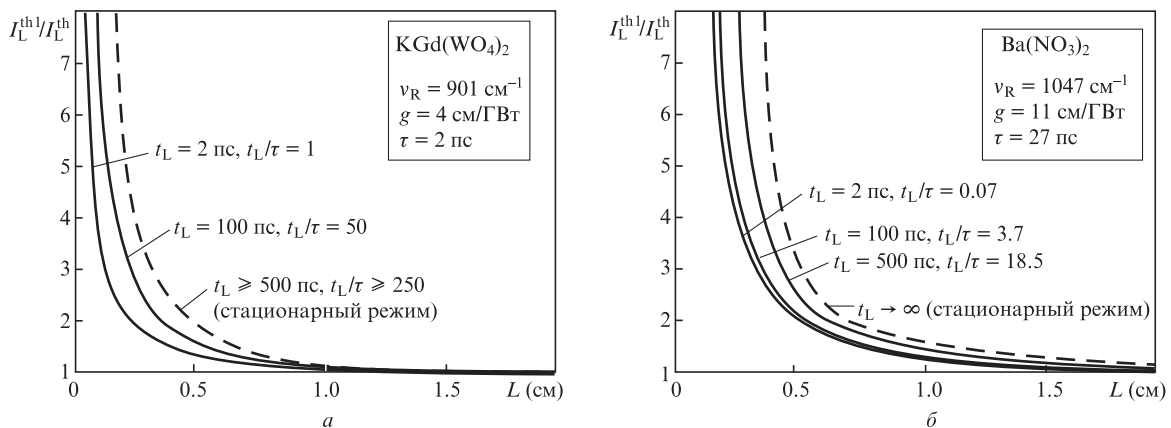 I_L^{th1}/I_L^{th}
7
6
5
4
3
2
1
KGd(WO₄)₂
ν_R = 901 см⁻¹
g = 4 см/ГВт
τ = 2 пс
t_L = 2 пс, t_L/τ = 1
t_L = 100 пс, t_L/τ = 50
t_L ⩾ 500 пс, t_L/τ ⩾ 250
(стационарный режим)
0 0.5 1.0 1.5 L (см)
а
I_L^{th1}/I_L^{th}
7
6
5
4
3
2
1
Ba(NO₃)₂
ν_R = 1047 см⁻¹
g = 11 см/ГВт
τ = 27 пс
t_L = 2 пс, t_L/τ = 0.07
t_L = 100 пс, t_L/τ = 3.7
t_L = 500 пс, t_L/τ = 18.5
t_L → ∞ (стационарный режим)
0 0.5 1.0 1.5 L (см)
б